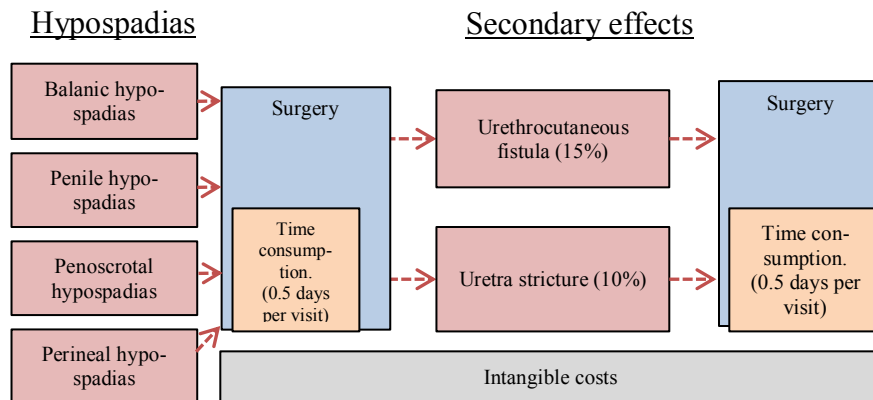 Hypospadias
Secondary effects
Balanic hypo-
spadias
Penile hypo-
spadias
Penoscrotal
hypospadias
Perineal hypo-
spadias
Surgery
Time
consump-
tion.
(0.5 days
per visit)
Urethrocutaneous
fistula (15%)
Uretra stricture (10%)
Surgery
Time con-
sumption.
(0.5 days per
visit)
Intangible costs